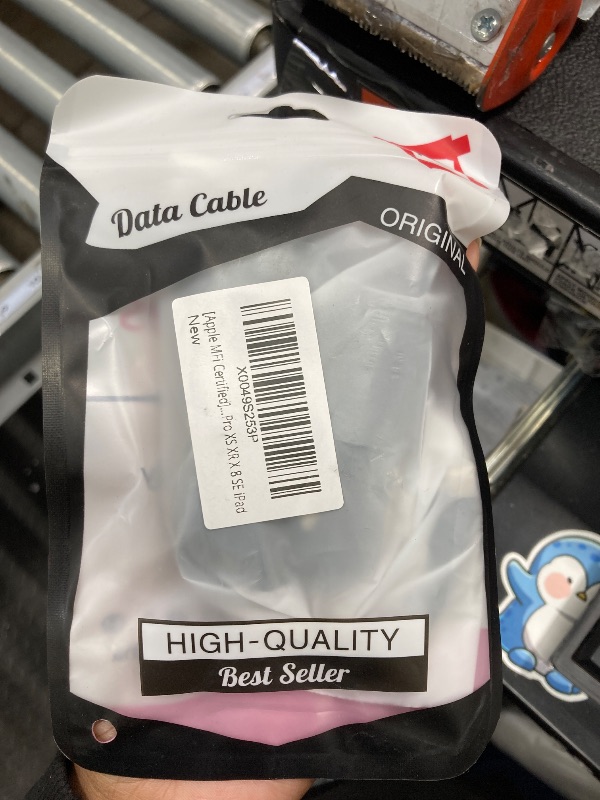 Data Cable
ORIGINAL
X0049S253P
[Apple MFi Certified]...Pro XS XR X 8 SE iPad
New
HIGH-QUALITY
Best Seller